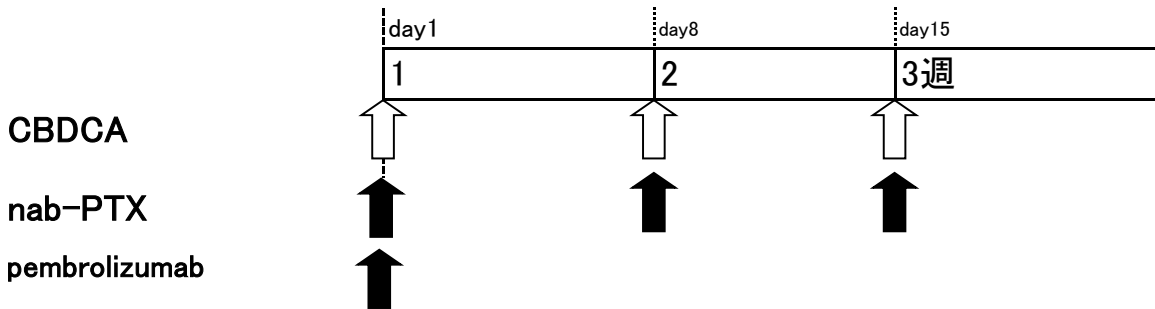 day1 day8 day15
1 2 3週
CBDCA
nab-PTX
pembrolizumab